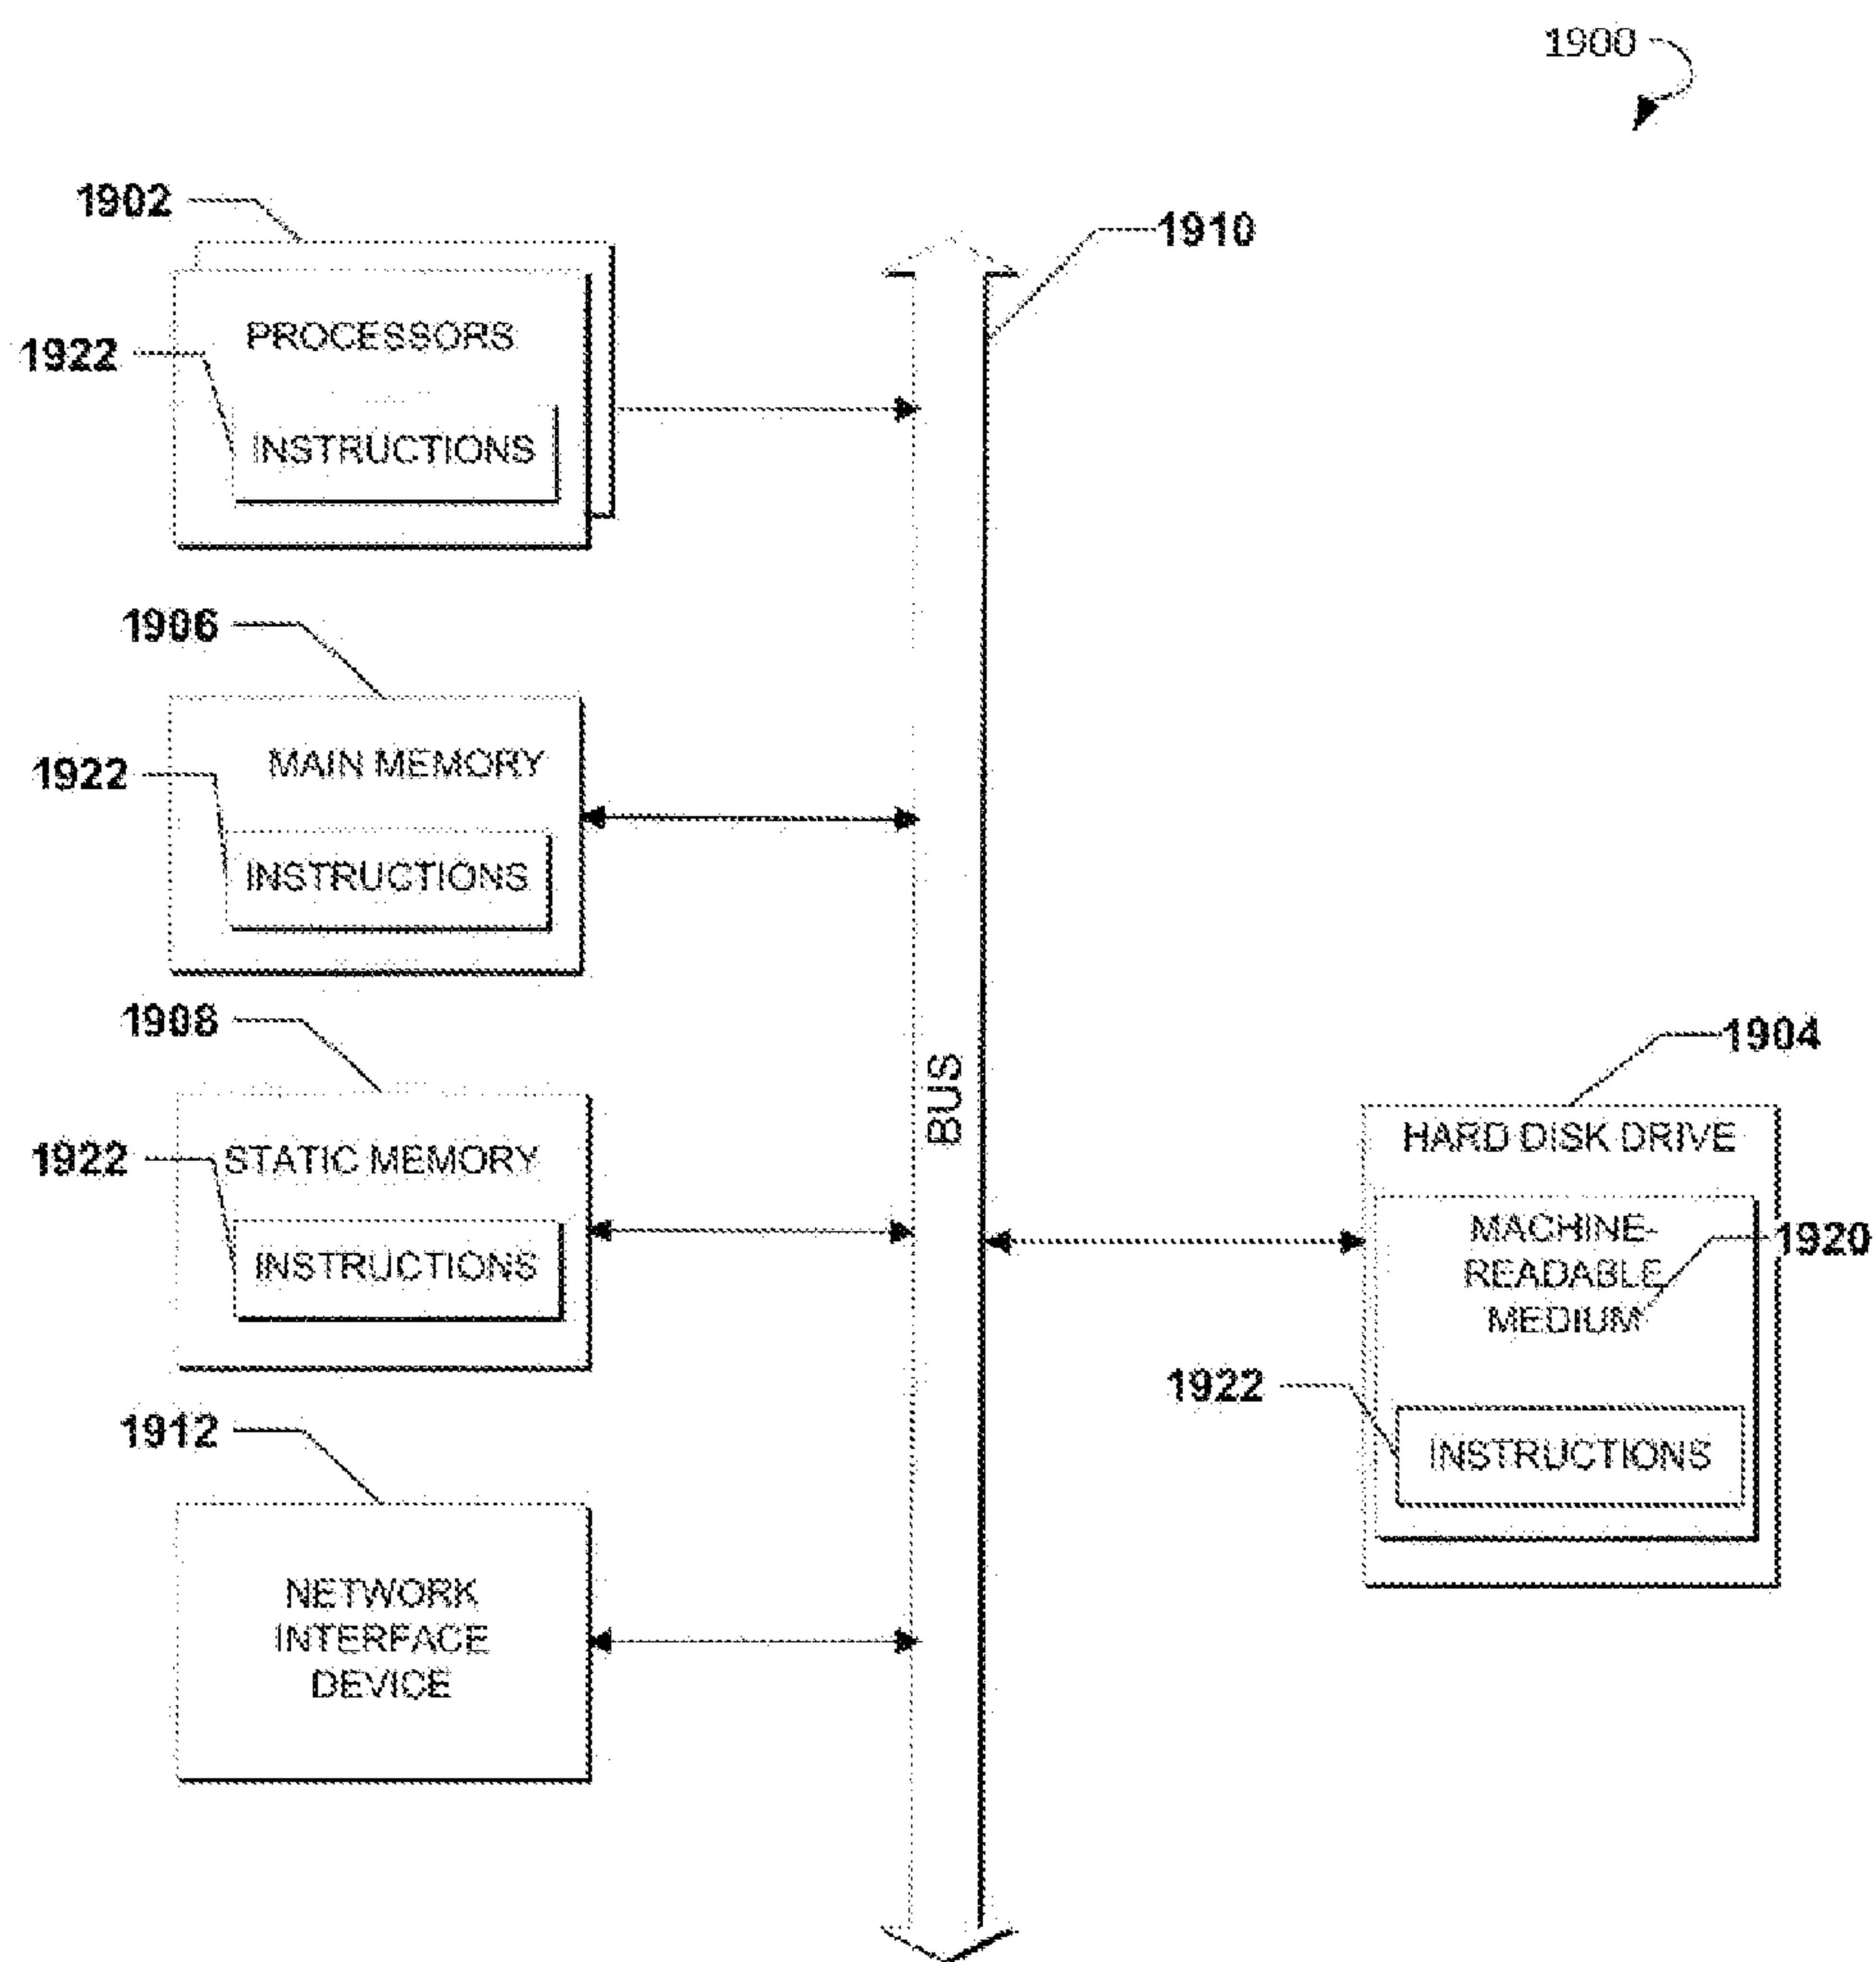 1900
1902
1910
PROCESSORS
1922
INSTRUCTIONS
1906
MAIN MEMORY
1922
INSTRUCTIONS
1908
1904
BUS
HARD DISK DRIVE
STATIC MEMORY
1922
INSTRUCTIONS
MACHINE-
1920
READABLE
MEDIUM
1922
INSTRUCTIONS
1912
NETWORK
INTERFACE
DEVICE